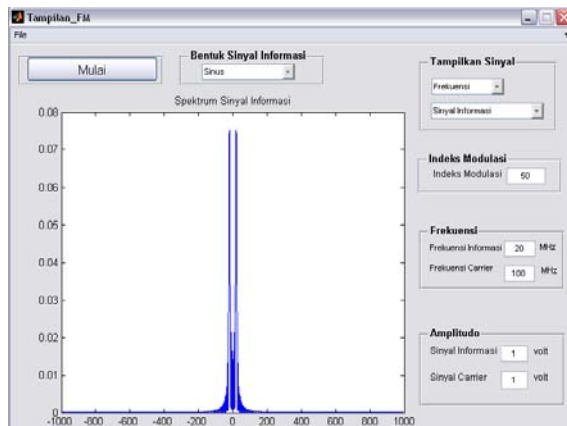 Tampilan_FM
File
Mulai
Bentuk Sinyal Informasi
Sinus
Spektrum Sinyal Informasi
0.08
0.07
0.06
0.05
0.04
0.03
0.02
0.01
0
-1000 -800 -600 -400 -200 0 200 400 600 800 1000
Tampilkan Sinyal
Frekuensi
Sinyal Informasi
Indeks Modulasi
Indeks Modulasi 50
Frekuensi
Frekuensi Informasi 20 MHz
Frekuensi Carrier 100 MHz
Amplitudo
Sinyal Informasi 1 volt
Sinyal Carrier 1 volt